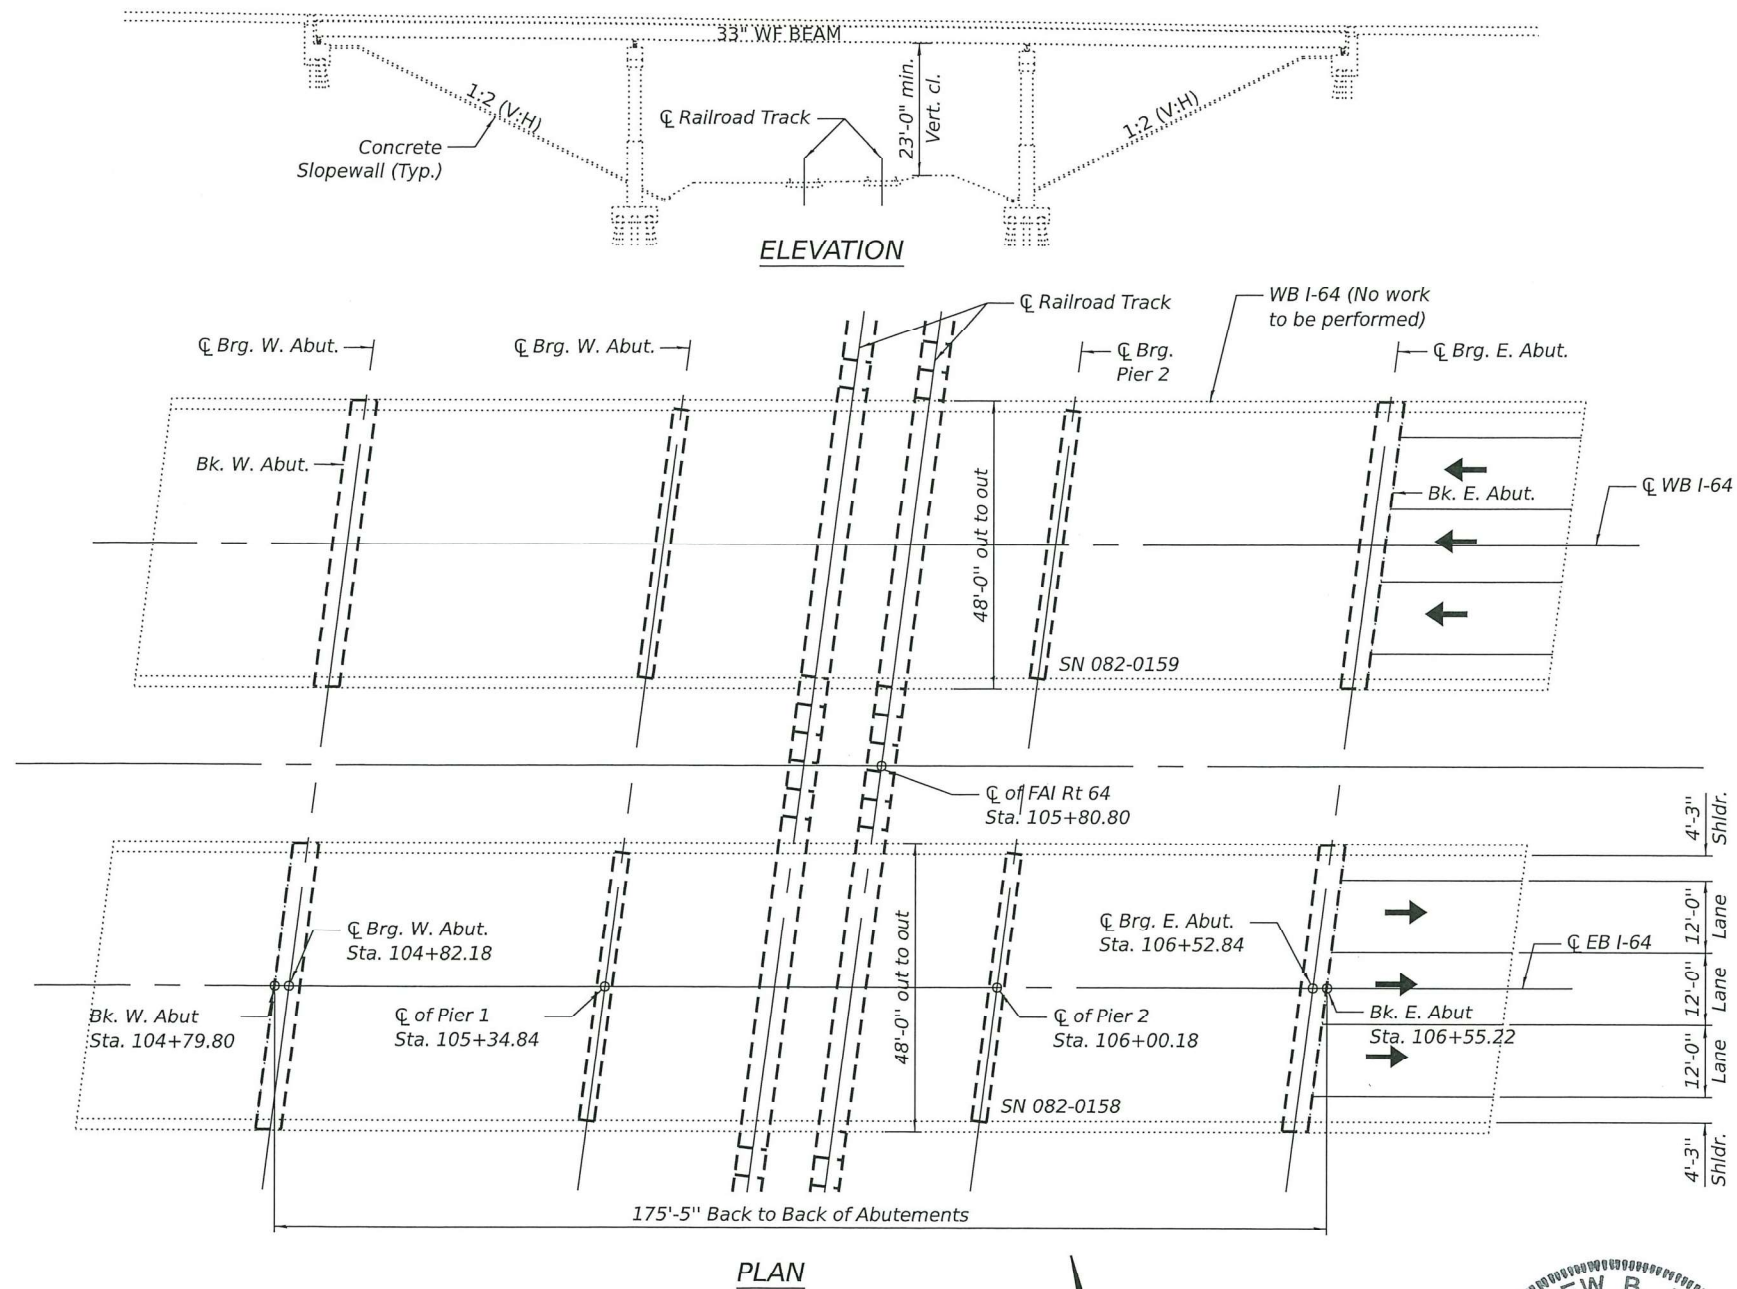 33" WF BEAM
1:2 (V:H)
Concrete
Slopewall (Typ.)
℄ Railroad Track
23'-0" min.
Vert. cl.
1:2 (V:H)
ELEVATION
℄ Railroad Track
WB I-64 (No work
to be performed)
℄ Brg. W. Abut.
℄ Brg. W. Abut.
℄ Brg.
Pier 2
℄ Brg. E. Abut.
Bk. W. Abut.
48'-0" out to out
Bk. E. Abut.
℄ WB I-64
SN 082-0159
℄ of FAI Rt 64
Sta. 105+80.80
4'-3"
Shldr.
℄ Brg. W. Abut.
Sta. 104+82.18
48'-0" out to out
℄ Brg. E. Abut.
Sta. 106+52.84
12'-0"
Lane
℄ EB I-64
12'-0"
Lane
Bk. W. Abut
Sta. 104+79.80
℄ of Pier 1
Sta. 105+34.84
℄ of Pier 2
Sta. 106+00.18
Bk. E. Abut
Sta. 106+55.22
12'-0"
Lane
SN 082-0158
4'-3"
Shldr.
175'-5" Back to Back of Abutements
PLAN
EW B